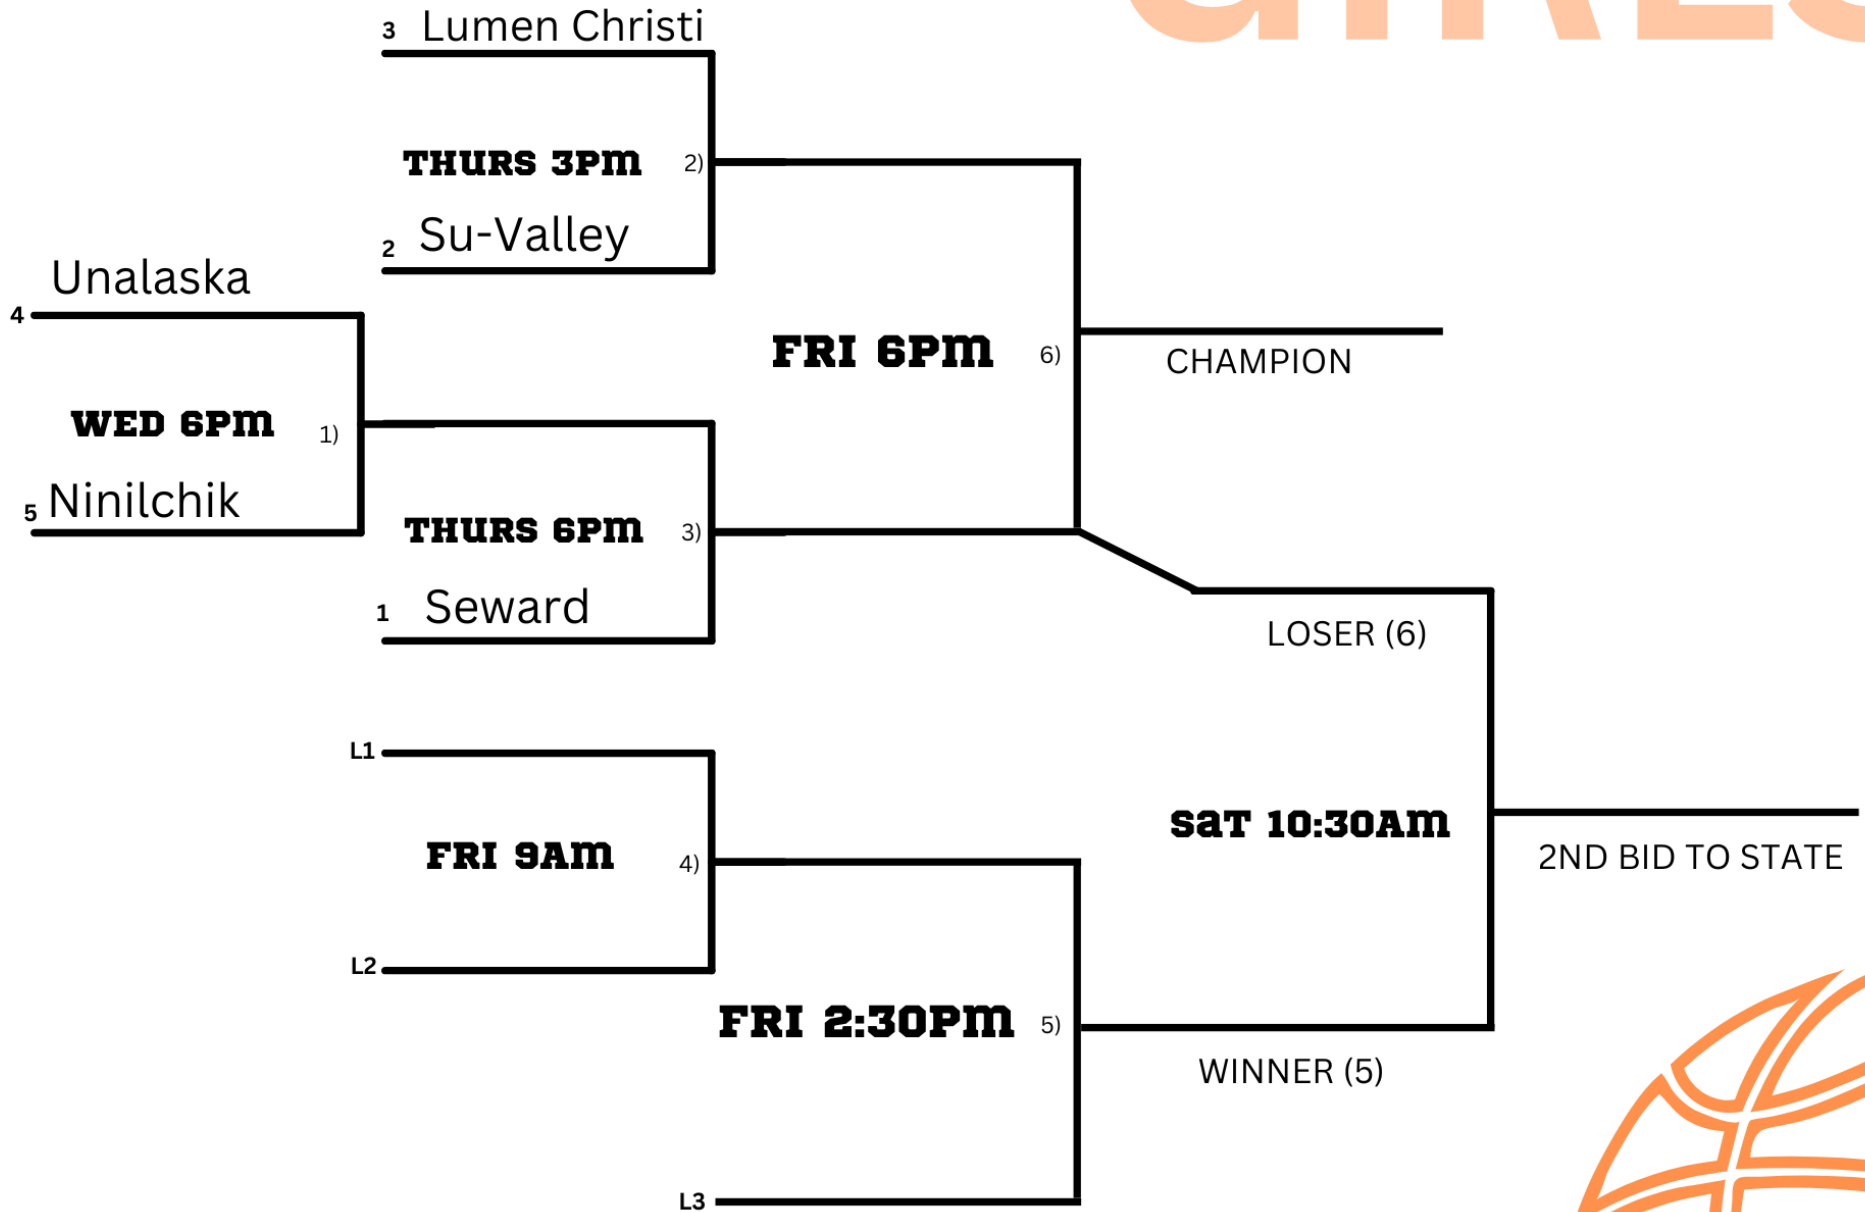 GIRLS
3 Lumen Christi
THURS 3PM 2)
2 Su-Valley
Unalaska
4
WED 6PM 1)
5 Ninilchik
FRI 6PM 6)
CHAMPION
THURS 6PM 3)
1 Seward
LOSER (6)
L1
FRI 9AM 4)
L2
SAT 10:30AM
2ND BID TO STATE
FRI 2:30PM 5)
WINNER (5)
L3